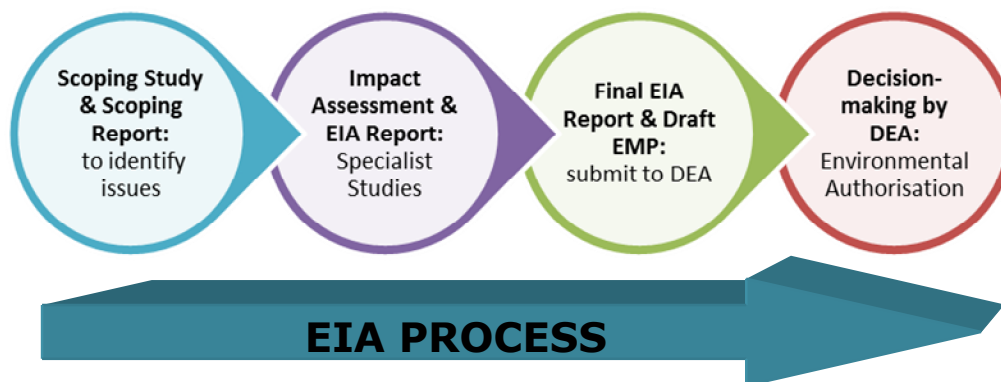 Scoping Study
& Scoping
Report:
to identify
issues
Impact
Assessment &
EIA Report:
Specialist
Studies
Final EIA
Report & Draft
EMP:
submit to DEA
Decision-
making by
DEA:
Environmental
Authorisation
EIA PROCESS